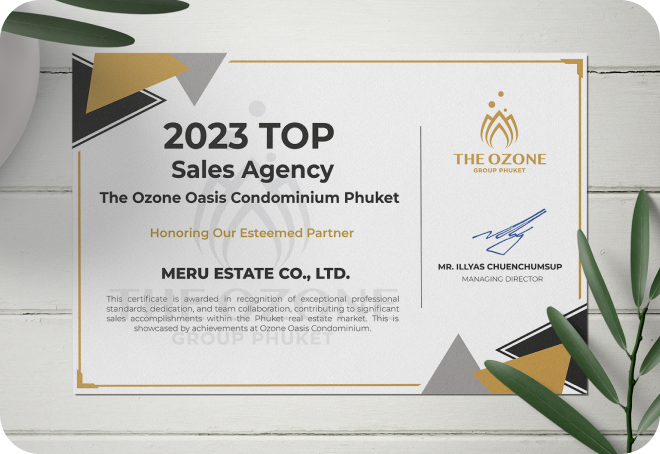 2023 TOP
Sales Agency
The Ozone Oasis Condominium Phuket
Honoring Our Esteemed Partner
MERU ESTATE CO., LTD.
This certificate is awarded in recognition of exceptional professional
standards, dedication, and team collaboration, contributing to significant
sales accomplishments within the Phuket real estate market. This is
showcased by achievements at Ozone Oasis Condominium.
THE OZONE
GROUP PHUKET
THE OZONE
GROUP PHUKET
MR. ILLYAS CHUENCHUMSUP
MANAGING DIRECTOR